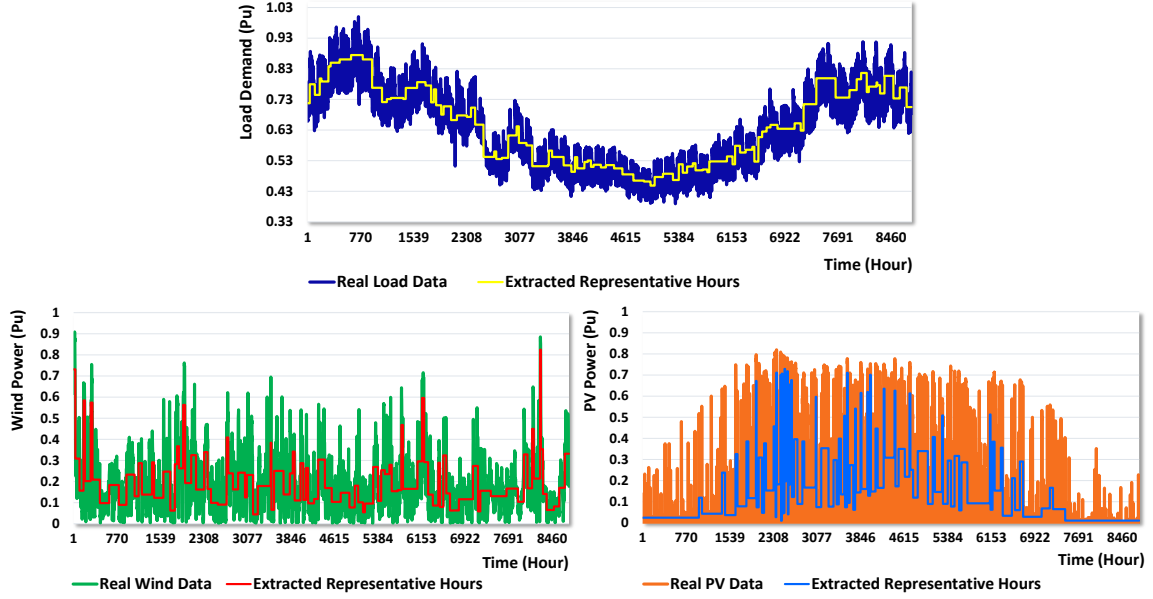 Load Demand (Pu)
1.03
0.93
0.83
0.73
0.63
0.53
0.43
0.33
1 770 1539 2308 3077 3846 4615 5384 6153 6922 7691 8460
Time (Hour)
Real Load Data Extracted Representative Hours
Wind Power (Pu)
1
0.9
0.8
0.7
0.6
0.5
0.4
0.3
0.2
0.1
0
1 770 1539 2308 3077 3846 4615 5384 6153 6922 7691 8460
Time (Hour)
Real Wind Data Extracted Representative Hours
PV Power (Pu)
1
0.9
0.8
0.7
0.6
0.5
0.4
0.3
0.2
0.1
0
1 770 1539 2308 3077 3846 4615 5384 6153 6922 7691 8460
Time (Hour)
Real PV Data Extracted Representative Hours